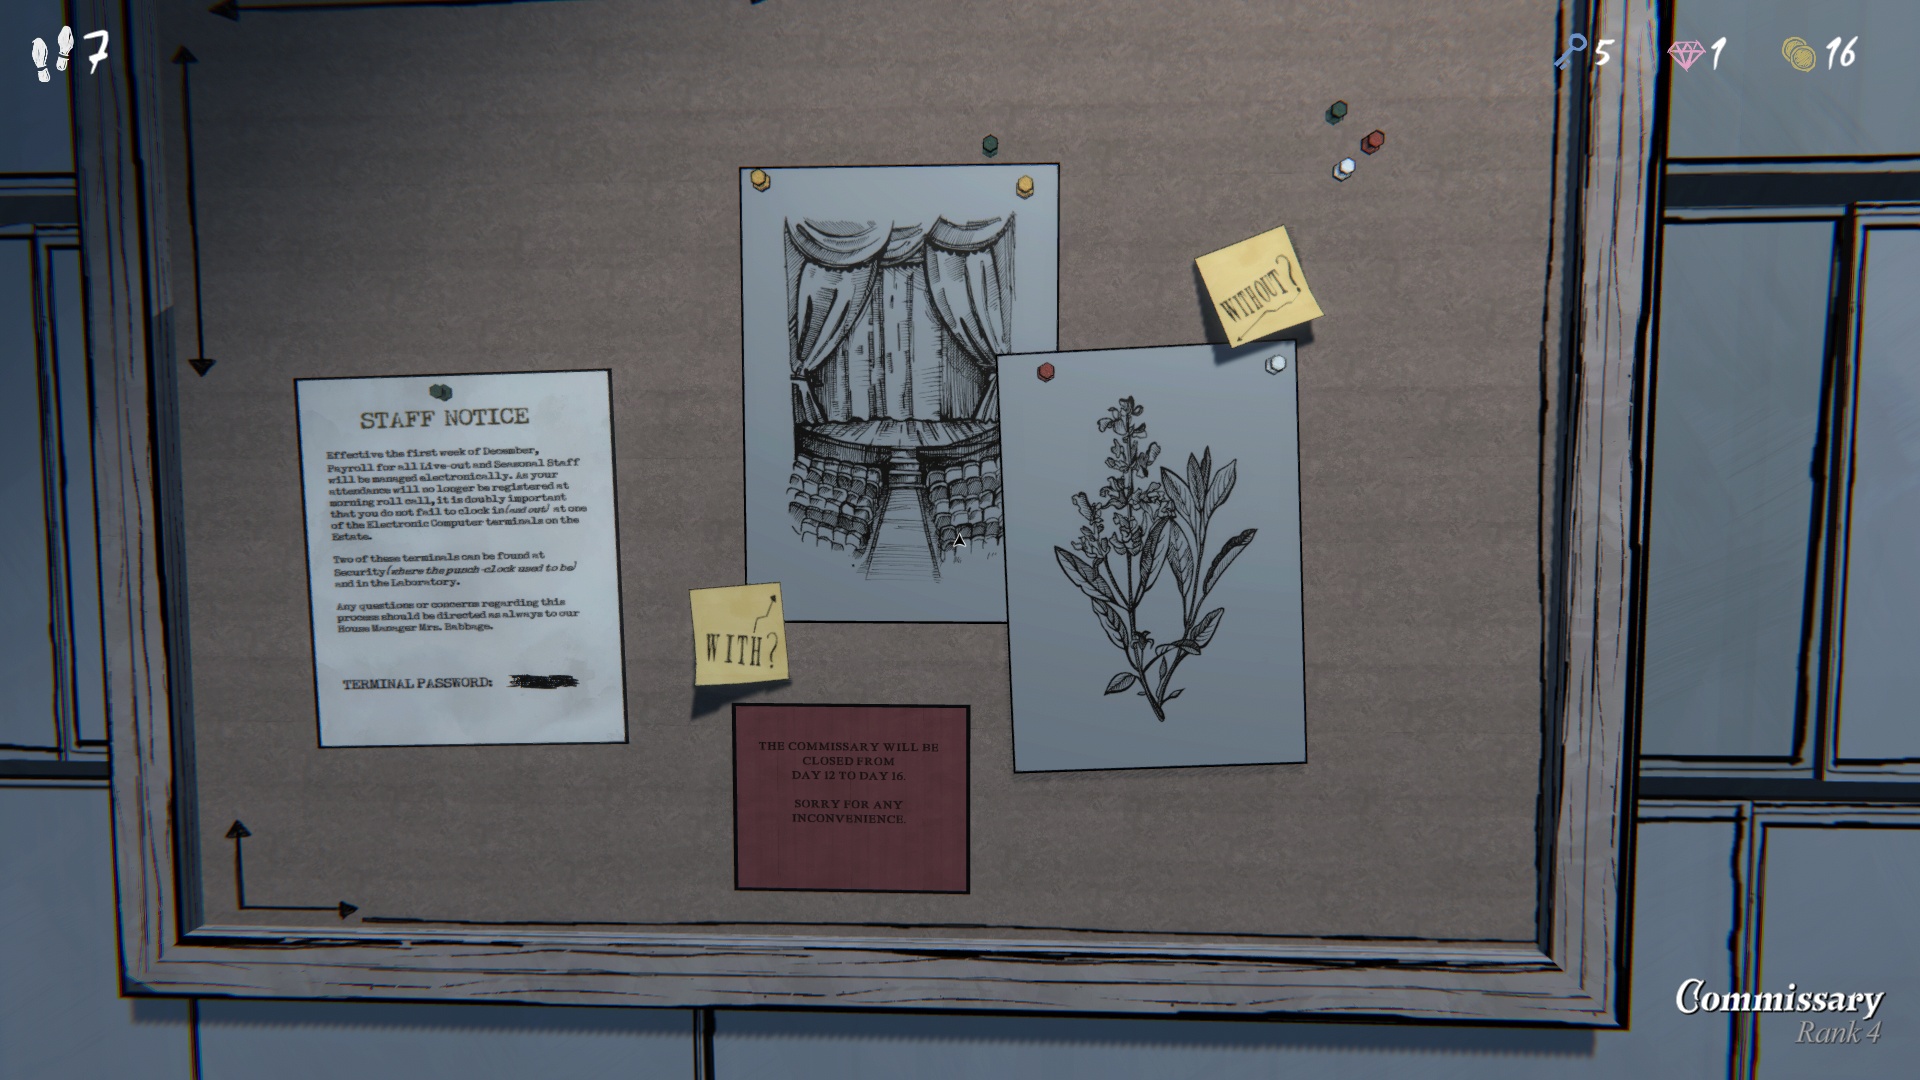 7
5
1
16
WITHOUT?
STAFF NOTICE
Effective the first week of December,
Payroll for all Live-out and Seasonal Staff
will be managed electronically. As your
attendance will no longer be registered at
morning roll call, it is doubly important
that you do not fail to clock in (and out) at one
of the Electronic Computer terminals on the
Estate.
Two of these terminals can be found at
Security (where the punch-clock used to be)
and in the Laboratory.
Any questions or concerns regarding this
process should be directed as always to our
House Manager Mrs. Babbage.
TERMINAL PASSWORD:
WITH?
THE COMMISSARY WILL BE
CLOSED FROM
DAY 12 TO DAY 16.
SORRY FOR ANY
INCONVENIENCE.
Commissary
Rank 4